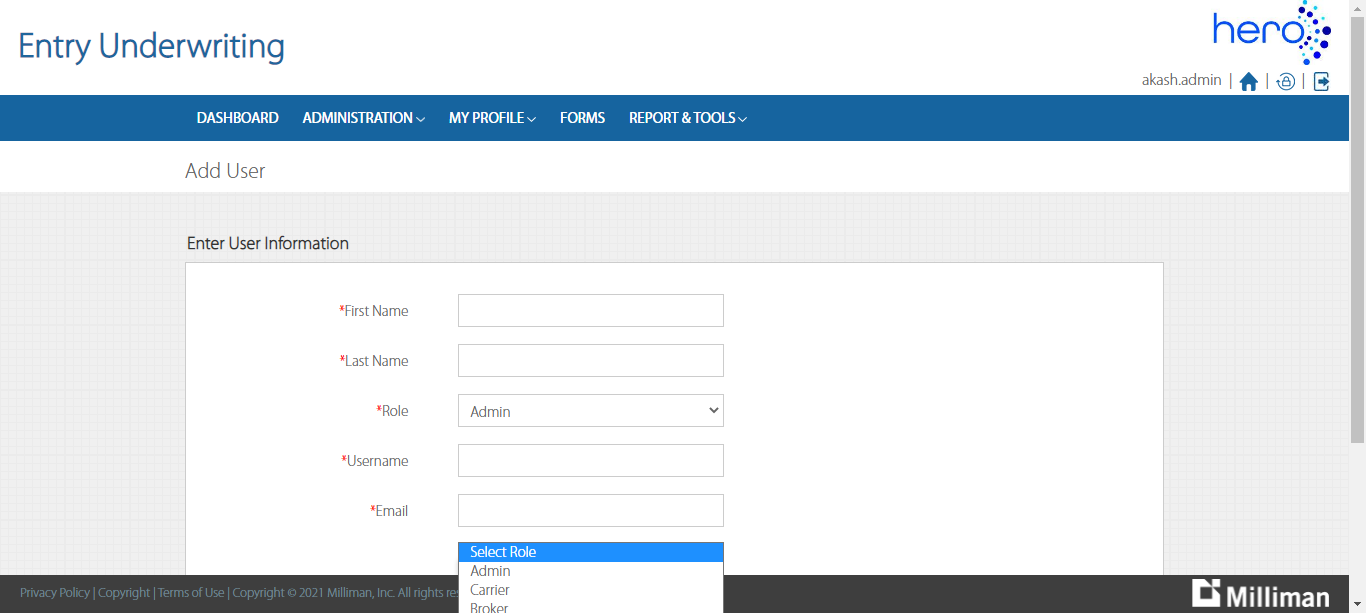 Entry Underwriting
hero
akash.admin | | |
DASHBOARD ADMINISTRATION MY PROFILE FORMS REPORT & TOOLS
Add User
Enter User Information
*First Name
*Last Name
*Role Admin
*Username
*Email
Select Role
Admin
Carrier
Broker
Privacy Policy | Copyright | Terms of Use | Copyright © 2021 Milliman, Inc. All rights
Milliman